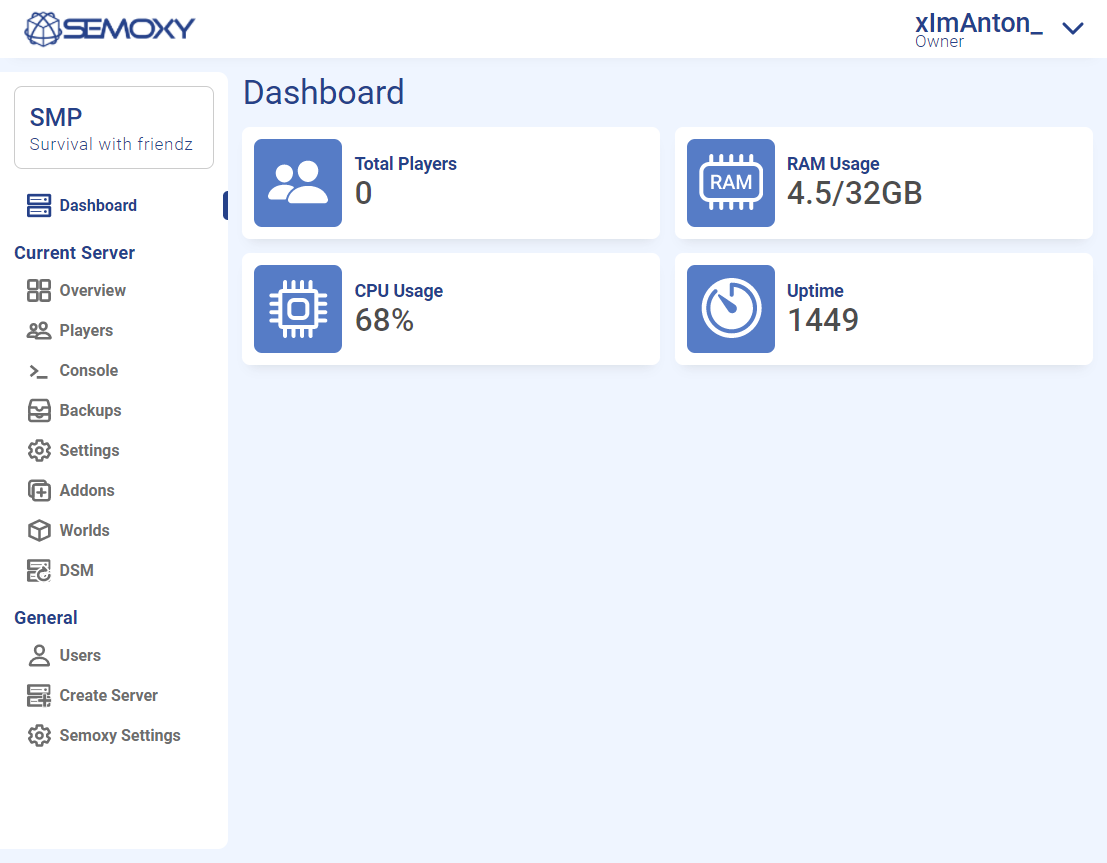 SEMOXY
xImAnton_
Owner
SMP
Survival with friendz
Dashboard
Current Server
Overview
Players
Console
Backups
Settings
Addons
Worlds
DSM
General
Users
Create Server
Semoxy Settings
Dashboard
Total Players
0
RAM
RAM Usage
4.5/32GB
CPU Usage
68%
Uptime
1449